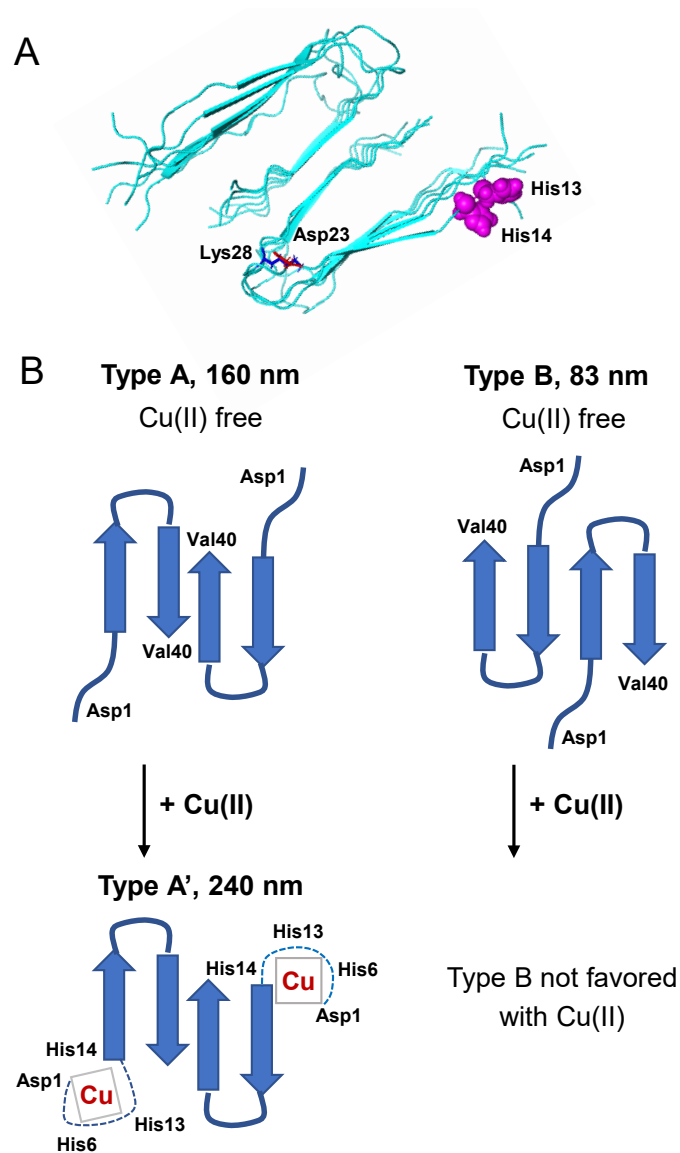 A
His13
Asp23
Lys28
His14
B
Type A, 160 nm
Type B, 83 nm
Cu(II) free
Cu(II) free
Asp1
Asp1
Val40
Val40
Val40
Val40
Asp1
Asp1
+ Cu(II)
+ Cu(II)
Type A’, 240 nm
His13
His14
Cu
His6
Asp1
Type B not favored
with Cu(II)
His14
Asp1
Cu
His13
His6